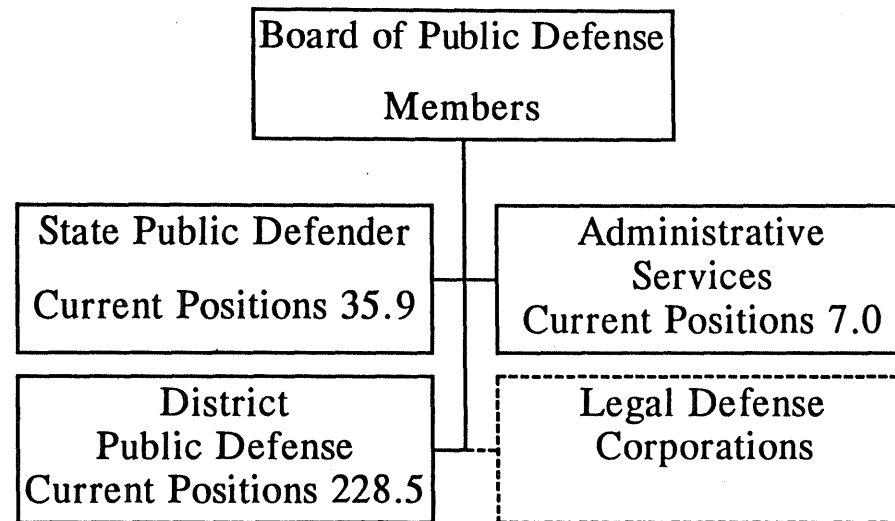 Board of Public Defense
Members
State Public Defender
Current Positions 35.9
Administrative
Services
Current Positions 7.0
District
Public Defense
Current Positions 228.5
Legal Defense
Corporations